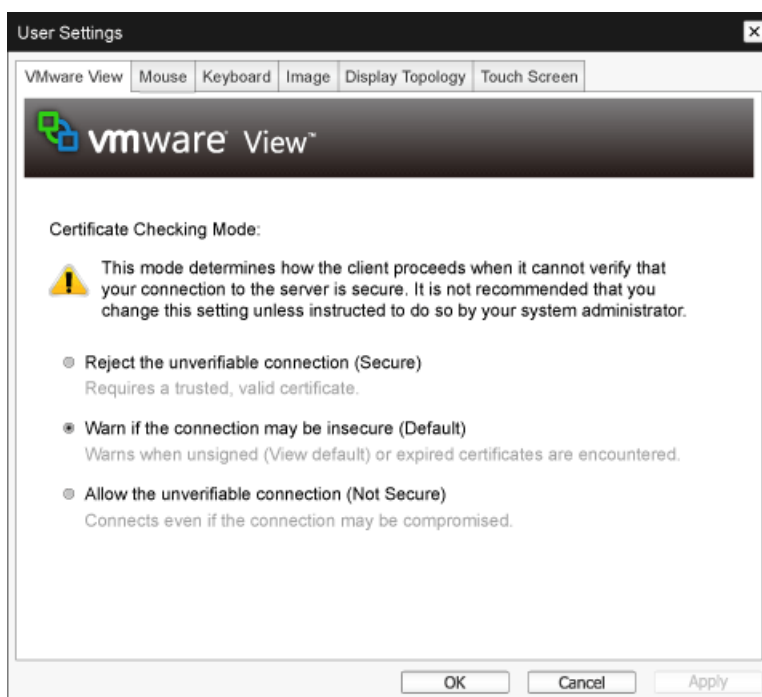 User Settings
VMware View Mouse Keyboard Image Display Topology Touch Screen
vmware View™
Certificate Checking Mode:
This mode determines how the client proceeds when it cannot verify that
your connection to the server is secure. It is not recommended that you
change this setting unless instructed to do so by your system administrator.
Reject the unverifiable connection (Secure)
Requires a trusted, valid certificate.
Warn if the connection may be insecure (Default)
Warns when unsigned (View default) or expired certificates are encountered.
Allow the unverifiable connection (Not Secure)
Connects even if the connection may be compromised.
OK Cancel Apply